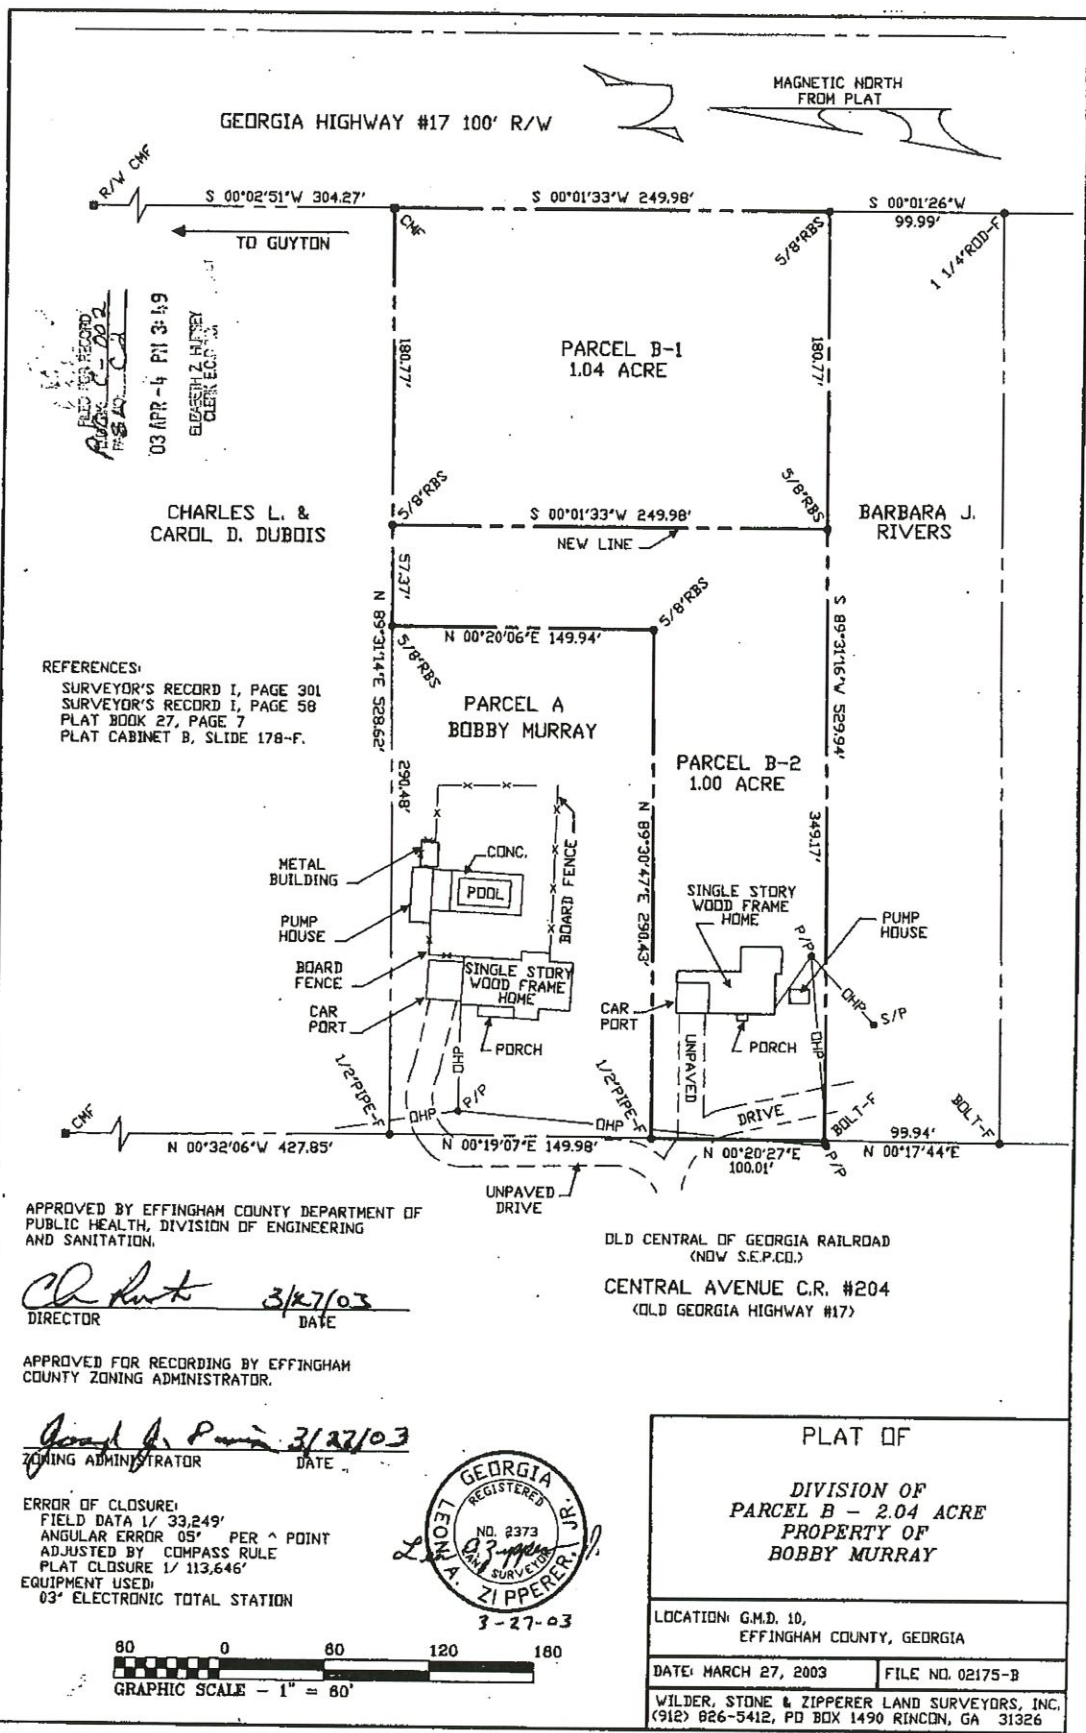 MAGNETIC NORTH
FROM PLAT
GEORGIA HIGHWAY #17 100' R/W
R/W CMF
S 00°02'51"W 304.27'
S 00°01'33"W 249.98'
S 00°01'26"W
99.99'
TO GUYTON
CMF
5/8"RBS
1 1/4"ROD-F
FILED FOR RECORD
'03 APR -4 PM 3:19
180.77'
180.77'
PARCEL B-1
1.04 ACRE
5/8"RBS
5/8"RBS
CHARLES L. &
CAROL D. DUBOIS
S 00°01'33"W 249.98'
NEW LINE
BARBARA J.
RIVERS
57.37'
N 89°31'14"E 528.62'
S 89°31'16"W 529.94'
5/8"RBS
N 00°20'06"E 149.94'
5/8"RBS
REFERENCES:
SURVEYOR'S RECORD I, PAGE 301
SURVEYOR'S RECORD I, PAGE 58
PLAT BOOK 27, PAGE 7
PLAT CABINET B, SLIDE 178-F.
PARCEL A
BOBBY MURRAY
PARCEL B-2
1.00 ACRE
290.48'
N 89°30'47"E 290.43'
349.17'
METAL
BUILDING
CONC.
POOL
BOARD FENCE
PUMP
HOUSE
BOARD
FENCE
SINGLE STORY
WOOD FRAME
HOME
CAR
PORT
PORCH
SINGLE STORY
WOOD FRAME
HOME
P/P
PUMP
HOUSE
OHP
S/P
CAR
PORT
PORCH
OHP
UNPAVED
DRIVE
OHP
P/P
1/2"PIPE-F
OHP
1/2"PIPE-F
OHP
BOLT-F
BOLT-F
CMF
N 00°32'06"W 427.85'
N 00°19'07"E 149.98'
N 00°20'27"E
100.01'
P/P
99.94'
N 00°17'44"E
UNPAVED
DRIVE
APPROVED BY EFFINGHAM COUNTY DEPARTMENT OF
PUBLIC HEALTH, DIVISION OF ENGINEERING
AND SANITATION.
OLD CENTRAL OF GEORGIA RAILROAD
(NOW S.E.P.CO.)
CENTRAL AVENUE C.R. #204
(OLD GEORGIA HIGHWAY #17)
3/27/03
DIRECTOR DATE
APPROVED FOR RECORDING BY EFFINGHAM
COUNTY ZONING ADMINISTRATOR.
3/27/03
ZONING ADMINISTRATOR DATE
ERROR OF CLOSURE:
FIELD DATA 1/ 33,249'
ANGULAR ERROR 05" PER ^ POINT
ADJUSTED BY COMPASS RULE
PLAT CLOSURE 1/ 113,646'
EQUIPMENT USED:
03" ELECTRONIC TOTAL STATION
GEORGIA
REGISTERED
NO. 2373
LAND SURVEYOR
LEON A. ZIPPERER, JR.
3-27-03
60 0 60 120 180
GRAPHIC SCALE - 1" = 60'
PLAT OF
DIVISION OF
PARCEL B - 2.04 ACRE
PROPERTY OF
BOBBY MURRAY
LOCATION: G.M.D. 10,
EFFINGHAM COUNTY, GEORGIA
DATE: MARCH 27, 2003
FILE NO. 02175-B
WILDER, STONE & ZIPPERER LAND SURVEYORS, INC.
(912) 826-5412, PO BOX 1490 RINCON, GA 31326